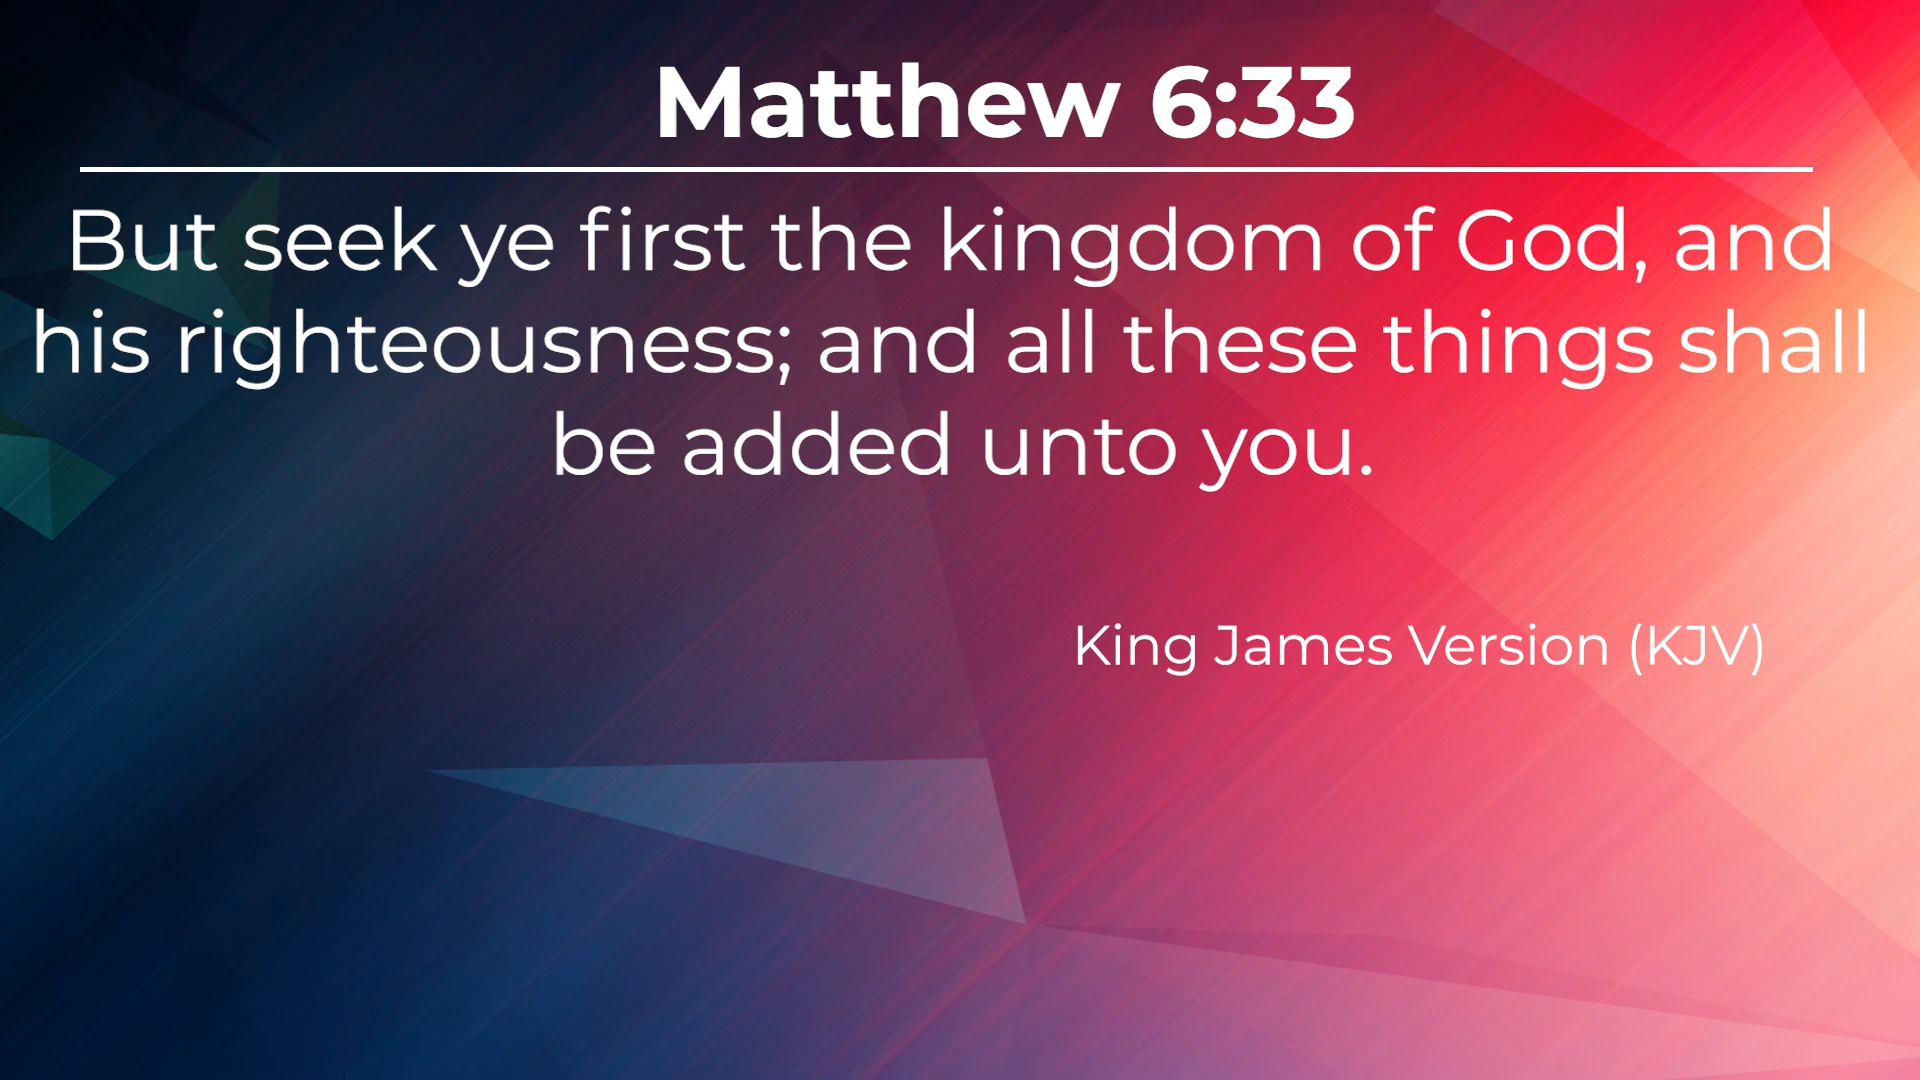 Matthew 6:33
But seek ye first the kingdom of God, and
his righteousness; and all these things shall
be added unto you.
King James Version (KJV)